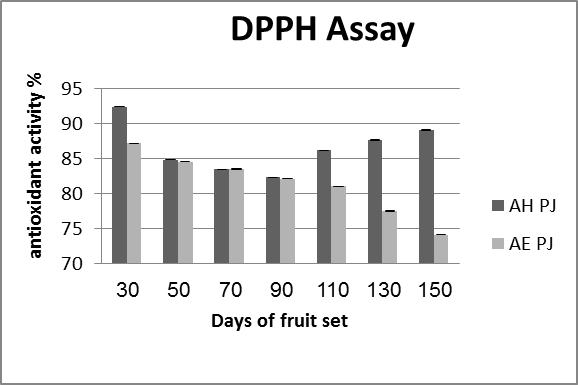 DPPH Assay
antioxidant activity %
95
90
85
80
75
70
30 50 70 90 110 130 150
Days of fruit set
AH PJ
AE PJ